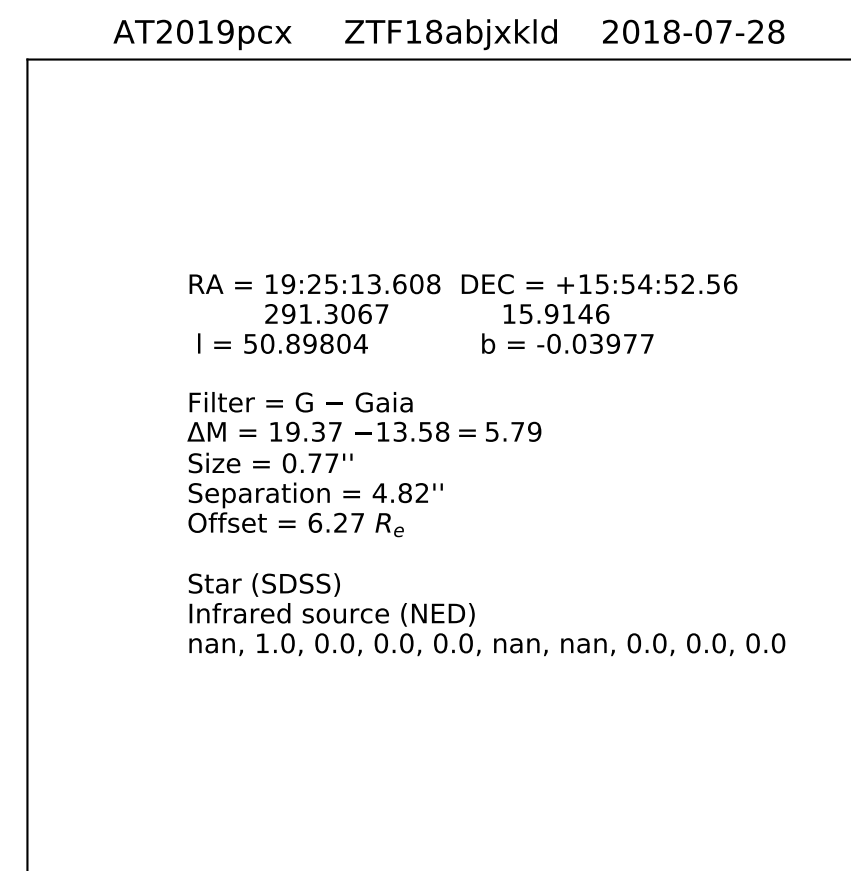 AT2019pcx ZTF18abjxkld 2018-07-28
RA = 19:25:13.608 DEC = +15:54:52.56
291.3067 15.9146
l = 50.89804 b = -0.03977
Filter = G − Gaia
ΔM = 19.37 −13.58 = 5.79
Size = 0.77''
Separation = 4.82''
Offset = 6.27 Rₑ
Star (SDSS)
Infrared source (NED)
nan, 1.0, 0.0, 0.0, 0.0, nan, nan, 0.0, 0.0, 0.0